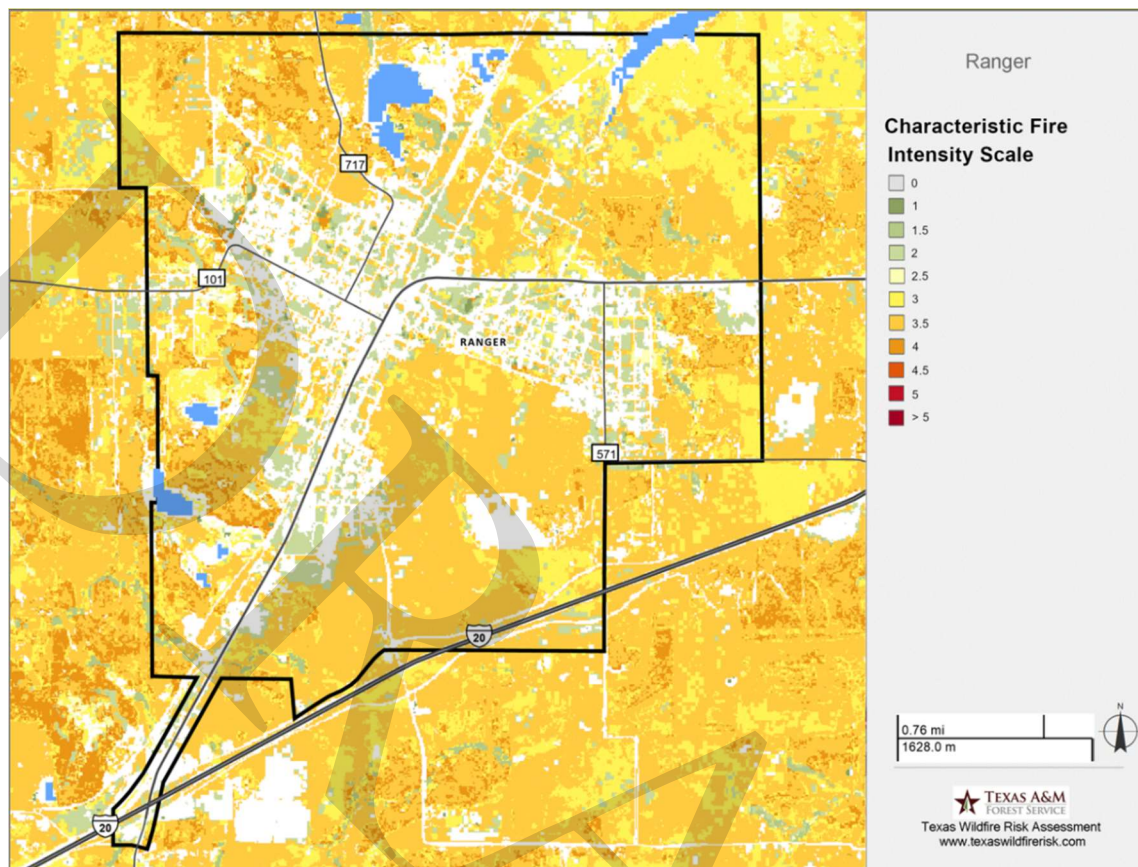 Ranger
Characteristic Fire
Intensity Scale
0
1
1.5
2
2.5
3
3.5
4
4.5
5
> 5
717
101
RANGER
571
20
20
0.76 mi
1628.0 m
N
TEXAS A&M
FOREST SERVICE
Texas Wildfire Risk Assessment
www.texaswildfirerisk.com